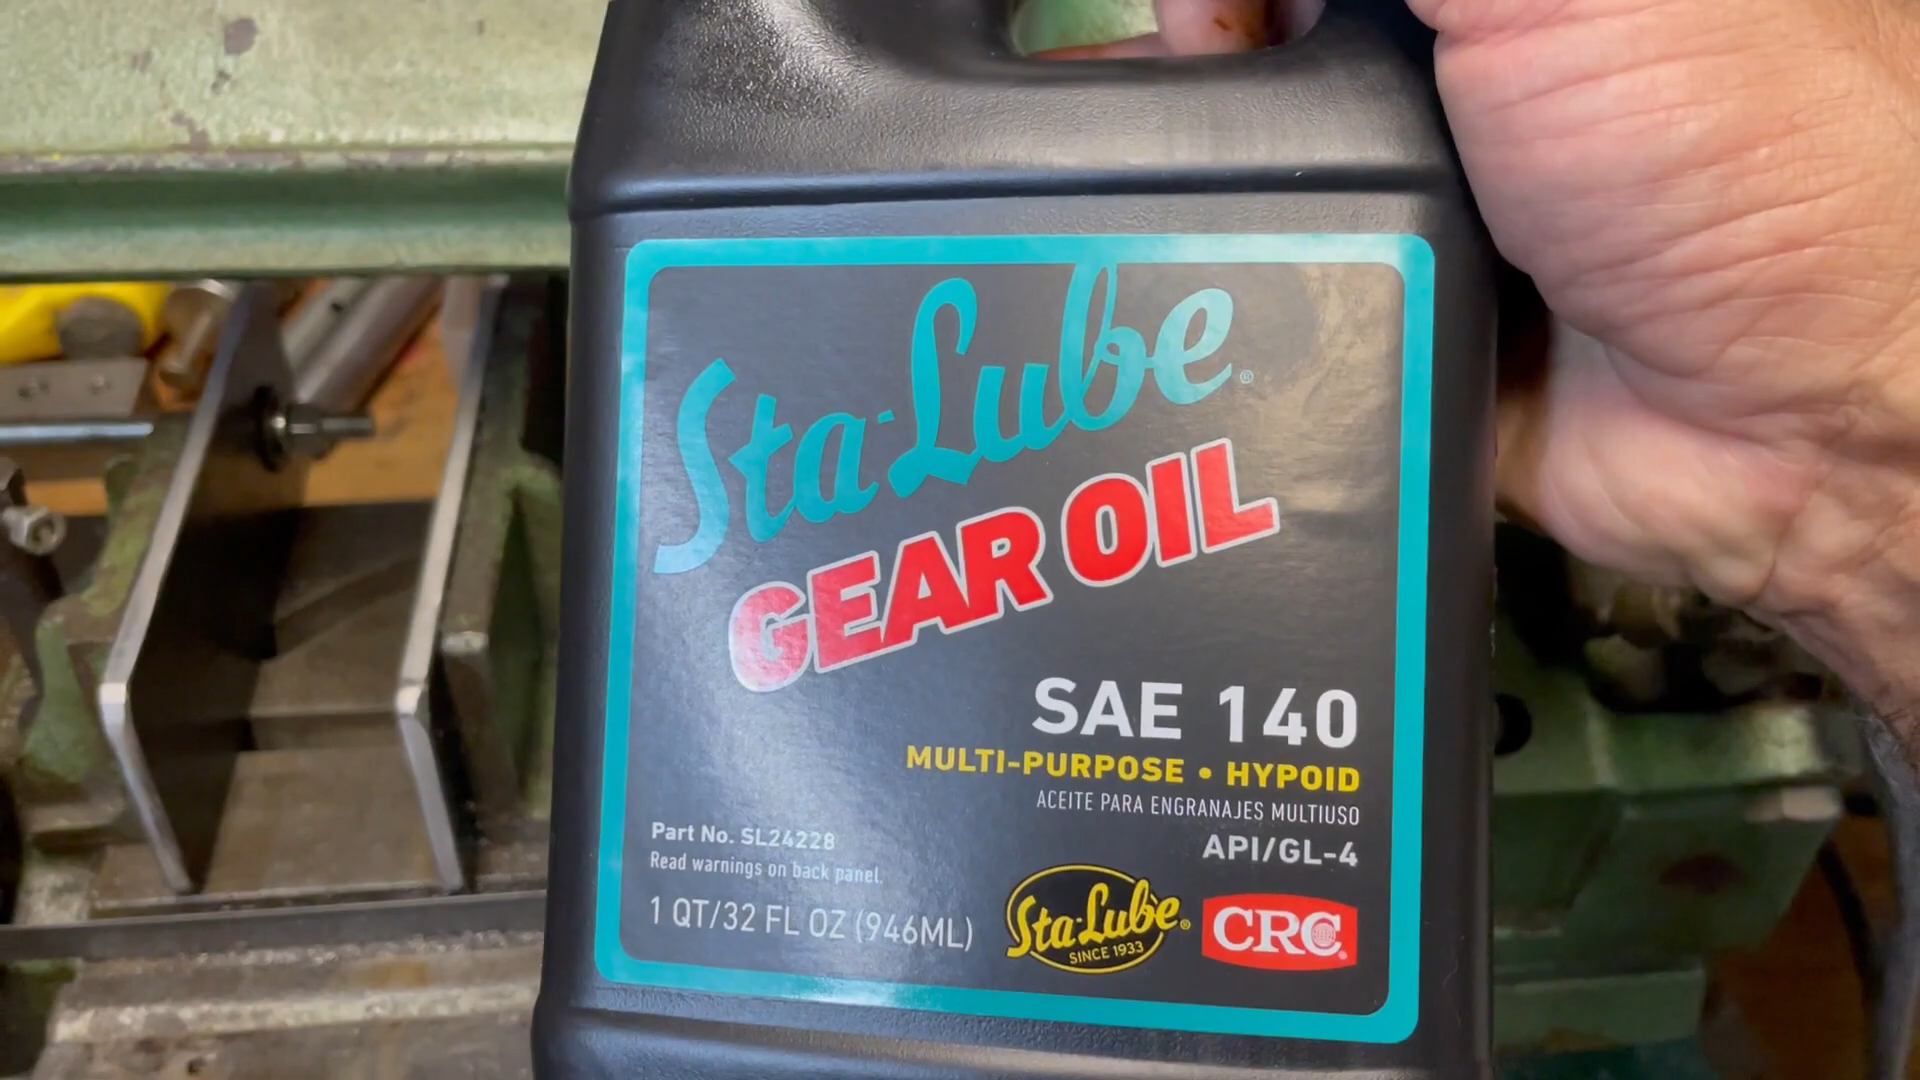 Sta-Lube®
GEAR OIL
SAE 140
MULTI-PURPOSE • HYPOID
ACEITE PARA ENGRANAJES MULTIUSO
API/GL-4
Part No. SL24228
Read warnings on back panel.
1 QT/32 FL OZ (946ML)
Sta-Lube®
SINCE 1933
CRC®